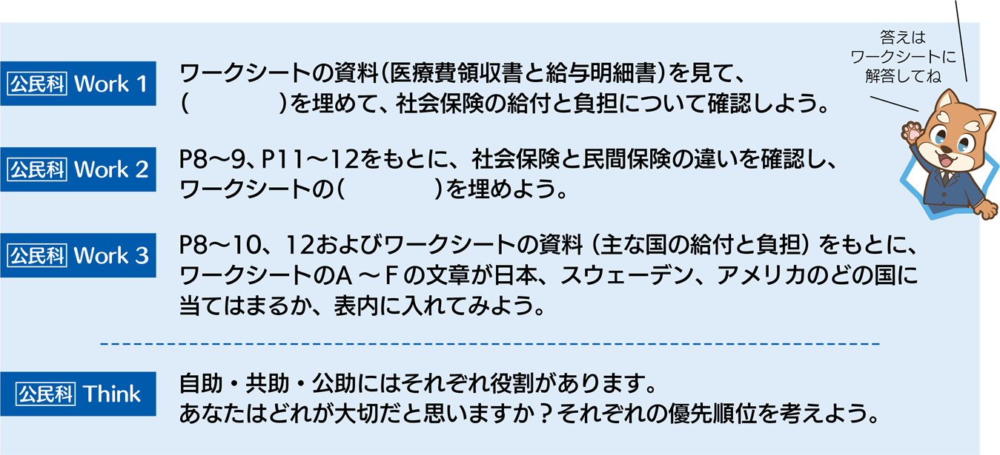 答えは
ワークシートに
解答してね
公民科 Work 1
ワークシートの資料(医療費領収書と給与明細書)を見て、
(　　　　)を埋めて、社会保険の給付と負担について確認しよう。
公民科 Work 2
P8～9、P11～12をもとに、社会保険と民間保険の違いを確認し、
ワークシートの(　　　　)を埋めよう。
公民科 Work 3
P8～10、12およびワークシートの資料（主な国の給付と負担）をもとに、
ワークシートのA ～ F の文章が日本、スウェーデン、アメリカのどの国に
当てはまるか、表内に入れてみよう。
公民科 Think
自助・共助・公助にはそれぞれ役割があります。
あなたはどれが大切だと思いますか？それぞれの優先順位を考えよう。